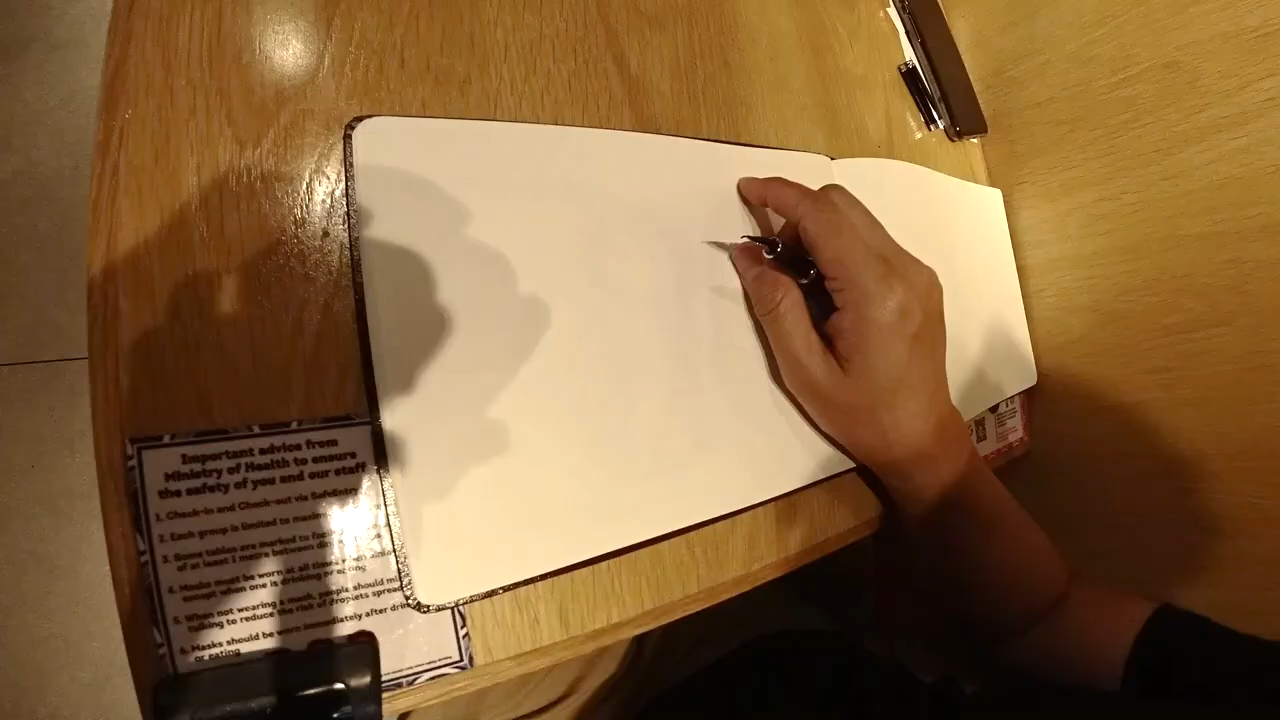 Important advice from
Ministry of Health to ensure
the safety of you and our staff
1. Check-in and Check-out via SafeEntry
2. Each group is limited to
3. Some tables are marked to
of at least 1 metre between
4. Masks must be worn at all times when
except when one is drinking or eating
5. When not wearing a mask, people should
talking to reduce the risk of droplets
6. Masks should be worn immediately after
or eating